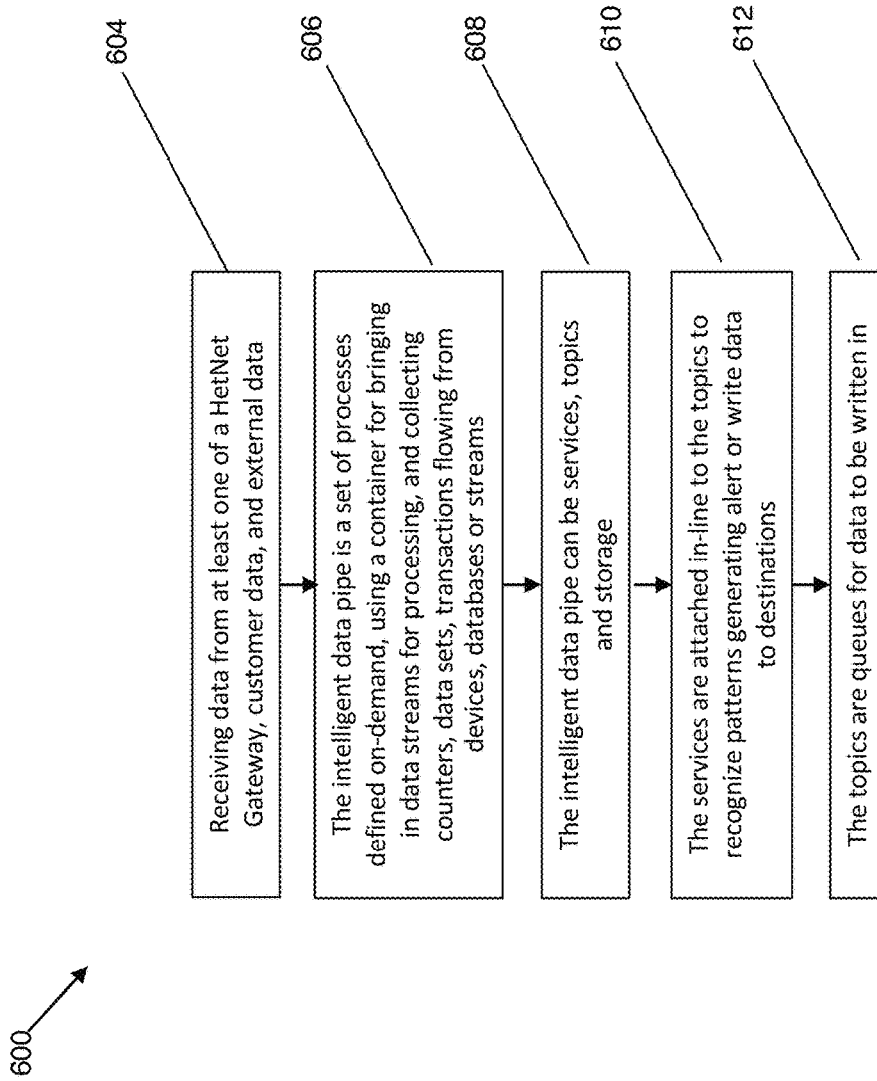 600
Receiving data from at least one of a HetNet
Gateway, customer data, and external data
604
The intelligent data pipe is a set of processes
defined on-demand, using a container for bringing
in data streams for processing, and collecting
counters, data sets, transactions flowing from
devices, databases or streams
606
The intelligent data pipe can be services, topics
and storage
608
The services are attached in-line to the topics to
recognize patterns generating alert or write data
to destinations
610
The topics are queues for data to be written in
612